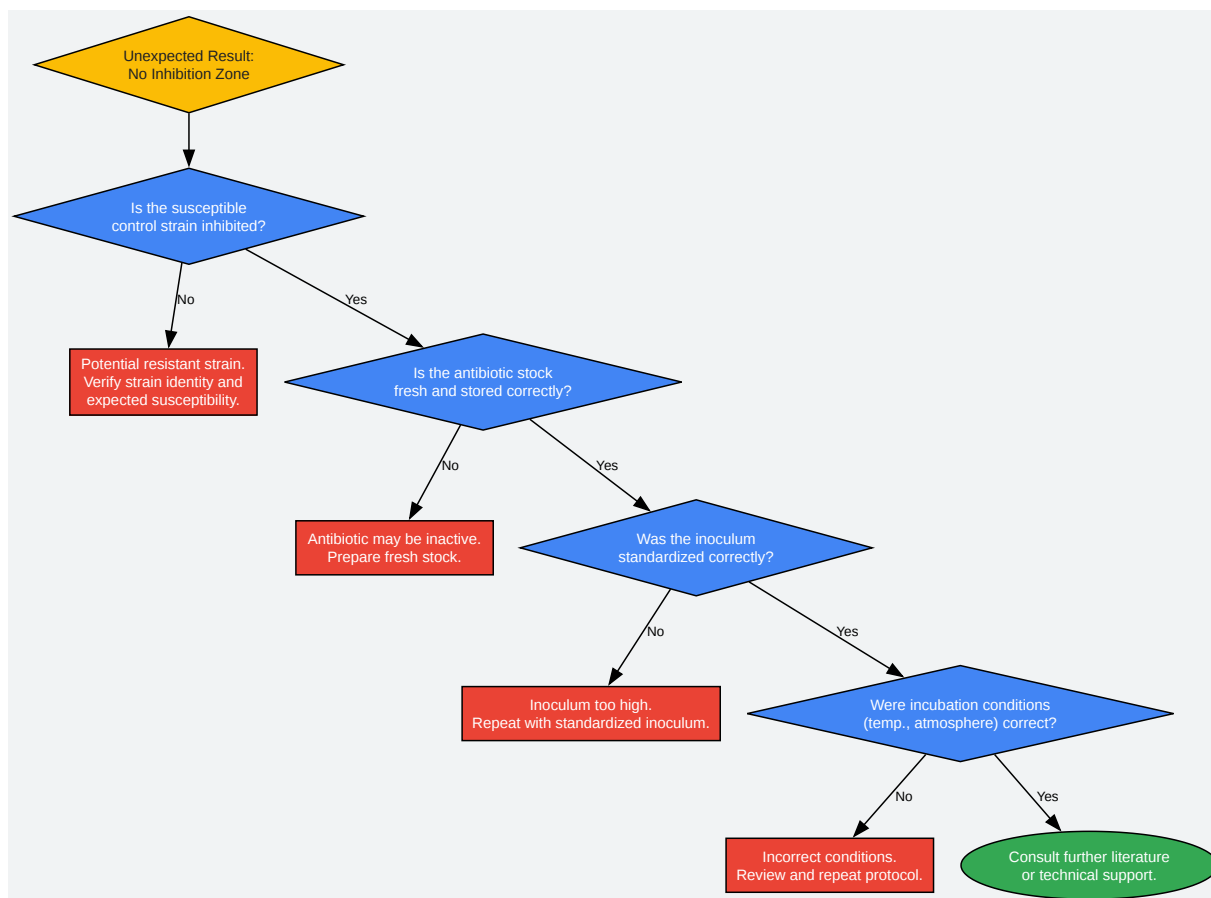 Unexpected Result:
No Inhibition Zone
Is the susceptible
control strain inhibited?
No
Yes
Potential resistant strain.
Verify strain identity and
expected susceptibility.
Is the antibiotic stock
fresh and stored correctly?
No
Yes
Antibiotic may be inactive.
Prepare fresh stock.
Was the inoculum
standardized correctly?
No
Yes
Inoculum too high.
Repeat with standardized inoculum.
Were incubation conditions
(temp., atmosphere) correct?
No
Yes
Incorrect conditions.
Review and repeat protocol.
Consult further literature
or technical support.